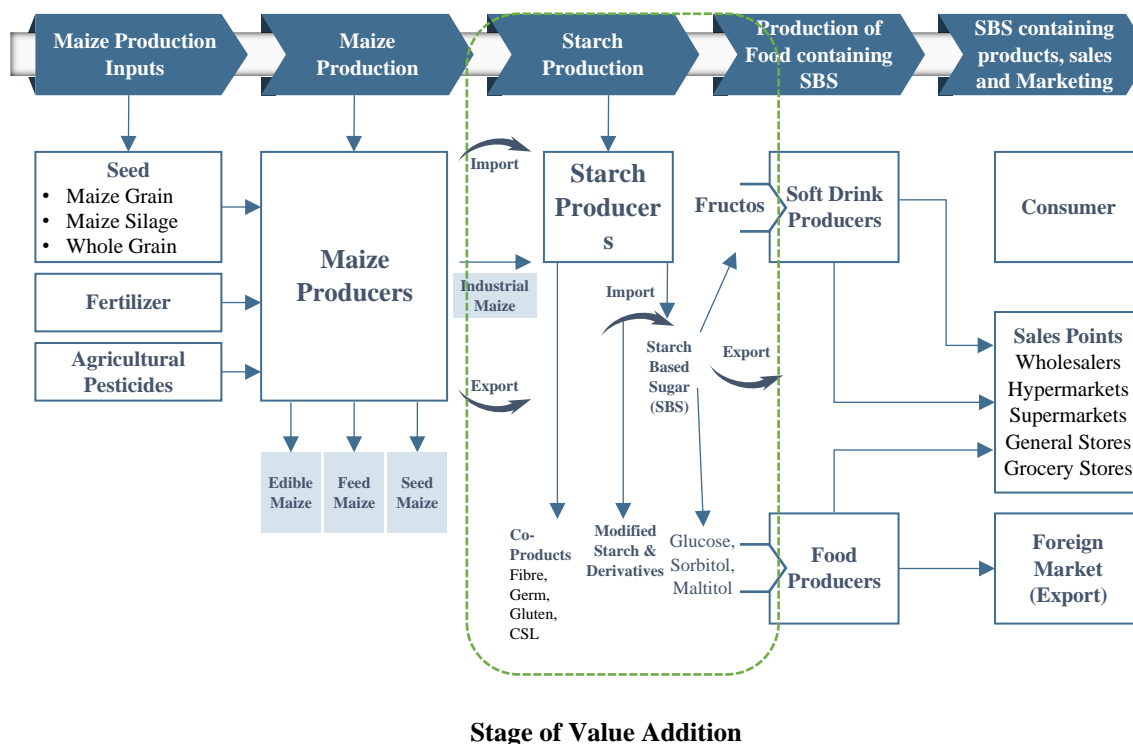 Maize Production
Inputs
Maize
Production
Starch
Production
Production of
Food containing
SBS
SBS containing
products, sales
and Marketing
Seed
• Maize Grain
• Maize Silage
• Whole Grain
Fertilizer
Agricultural
Pesticides
Maize
Producers
Edible
Maize
Feed
Maize
Seed
Maize
Import
Industrial
Maize
Export
Starch
Producer
s
Import
Starch
Based
Sugar
(SBS)
Export
Fructos
Co-
Products
Fibre,
Germ,
Gluten,
CSL
Modified
Starch &
Derivatives
Glucose,
Sorbitol,
Maltitol
Soft Drink
Producers
Food
Producers
Consumer
Sales Points
Wholesalers
Hypermarkets
Supermarkets
General Stores
Grocery Stores
Foreign
Market
(Export)
Stage of Value Addition